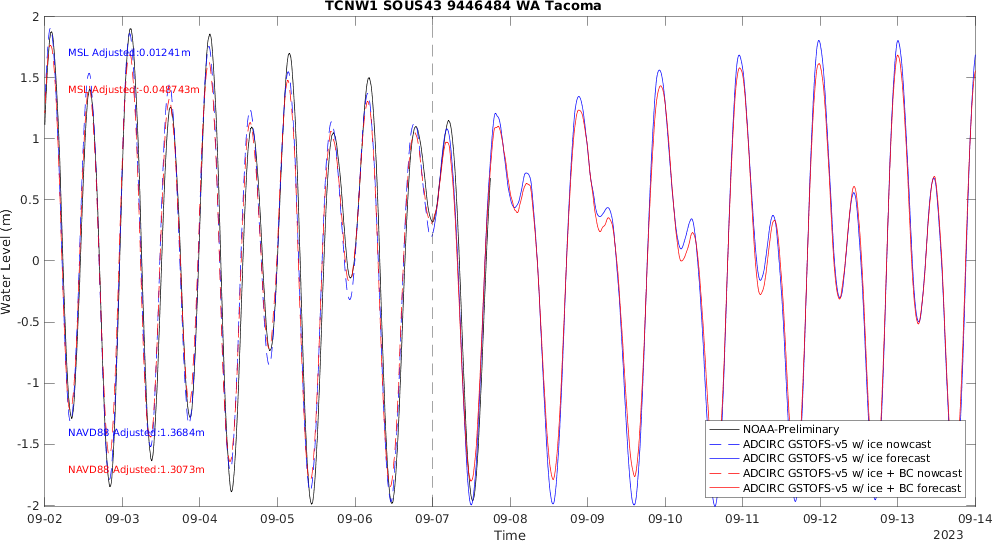 TCNW1 SOUS43 9446484 WA Tacoma
MSL Adjusted:0.01241m
MSL Adjusted:-0.048743m
NAVD88 Adjusted:1.3684m
NAVD88 Adjusted:1.3073m
Water Level (m)
2
1.5
1
0.5
0
-0.5
-1
-1.5
-2
NOAA-Preliminary
ADCIRC GSTOFS-v5 w/ ice nowcast
ADCIRC GSTOFS-v5 w/ ice forecast
ADCIRC GSTOFS-v5 w/ ice + BC nowcast
ADCIRC GSTOFS-v5 w/ ice + BC forecast
09-02 09-03 09-04 09-05 09-06 09-07 09-08 09-09 09-10 09-11 09-12 09-13 09-14
Time
2023